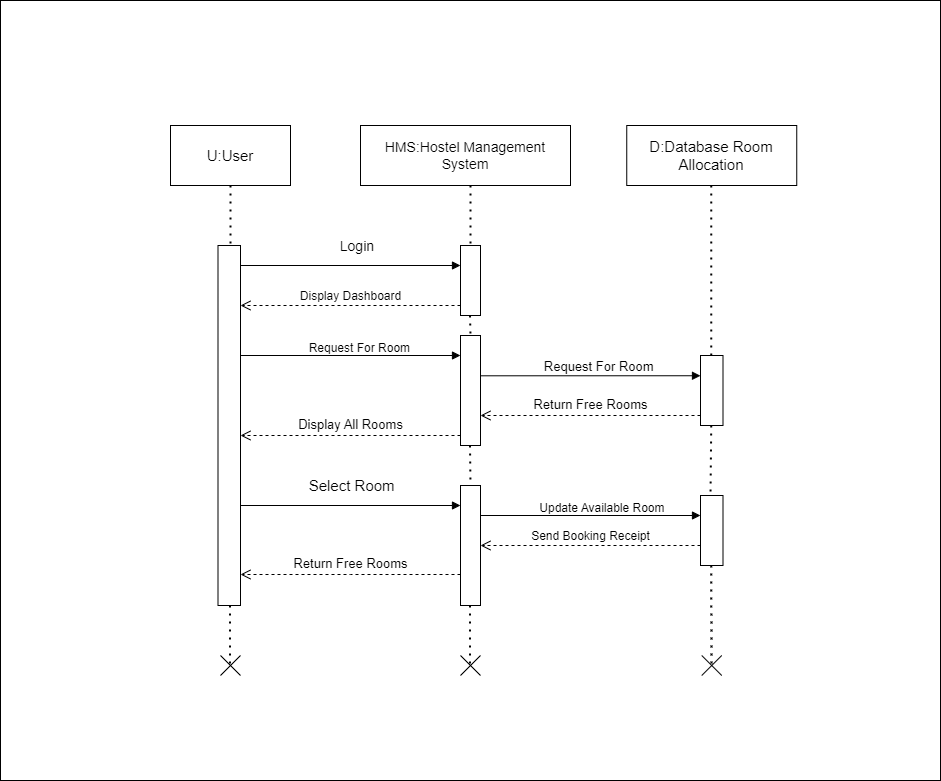 U:User
HMS:Hostel Management
System
D:Database Room
Allocation
Login
Display Dashboard
Request For Room
Request For Room
Return Free Rooms
Display All Rooms
Select Room
Update Available Room
Send Booking Receipt
Return Free Rooms